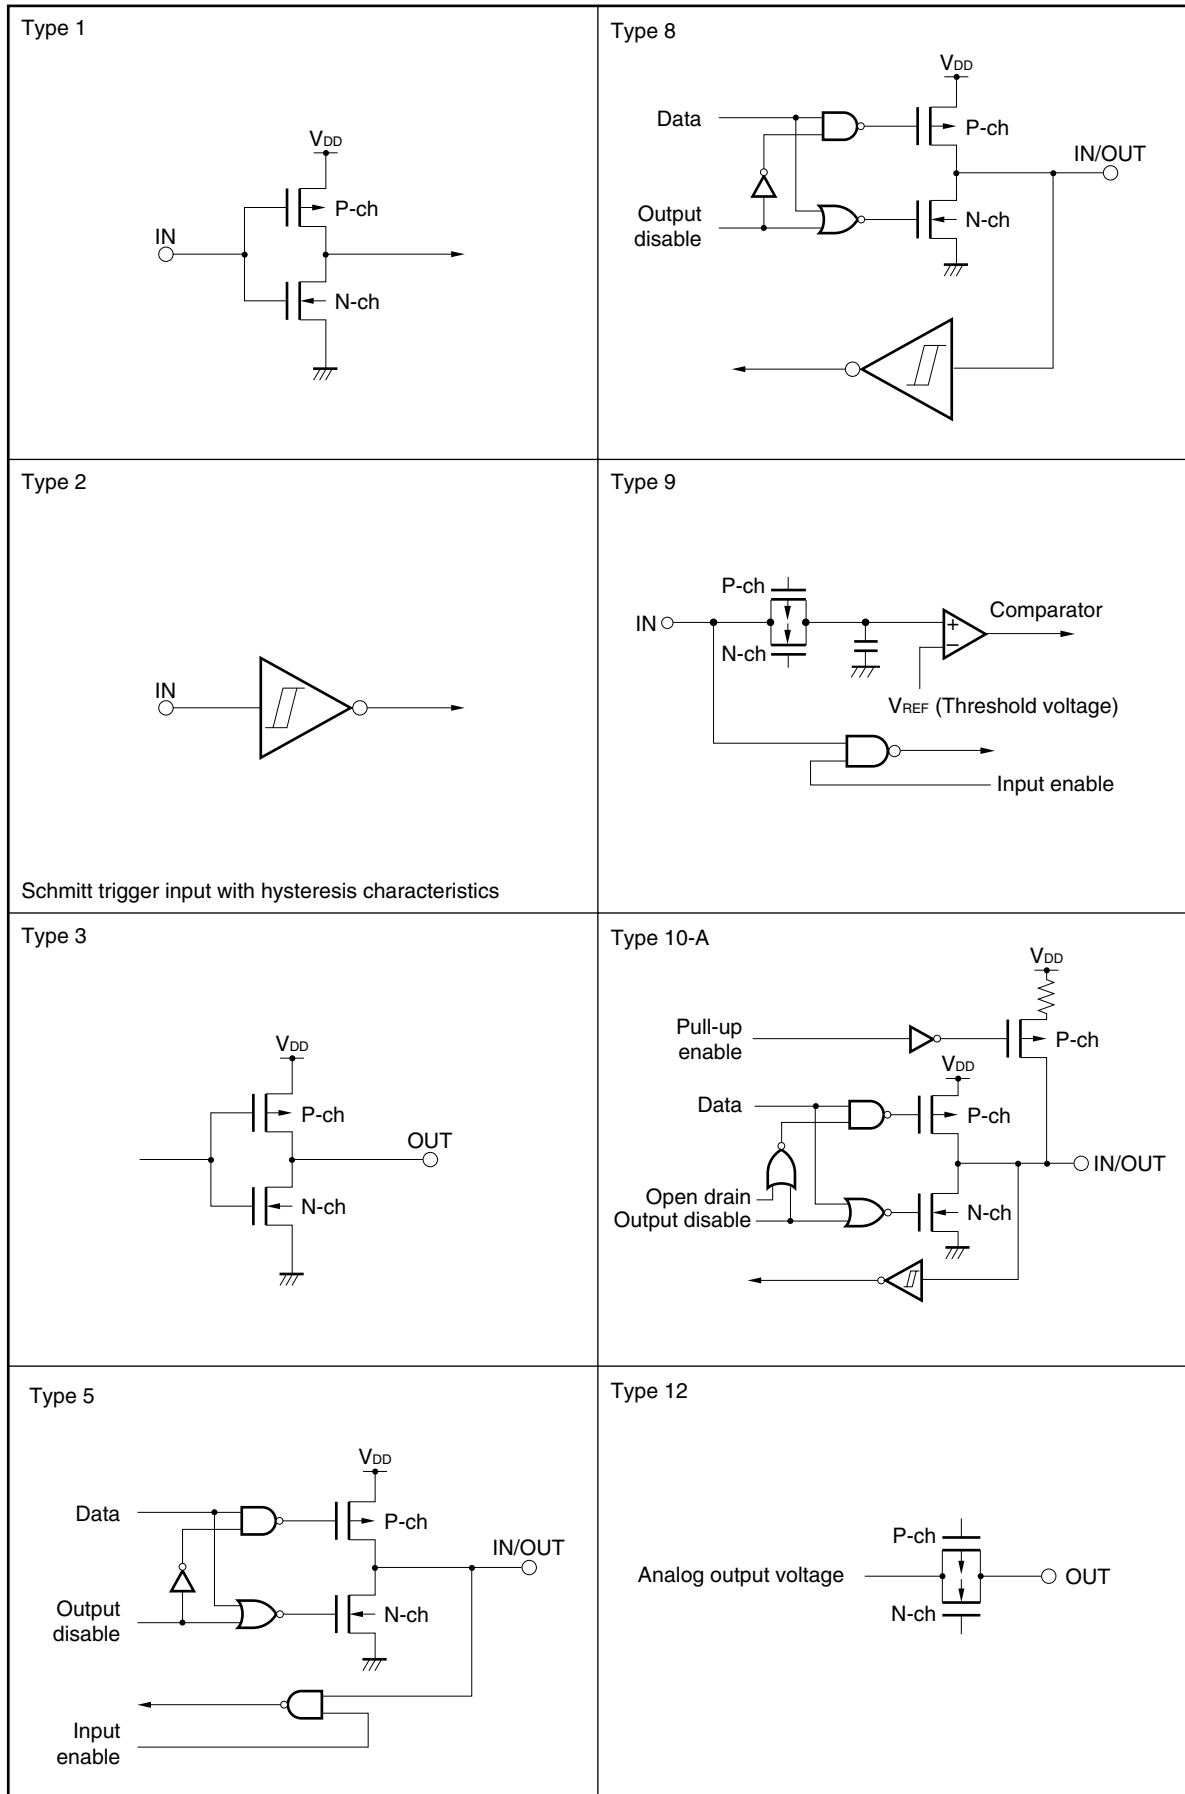 Type 1
VDD
P-ch
IN
N-ch
Type 8
VDD
Data
P-ch
IN/OUT
Output
disable
N-ch
Type 2
IN
Schmitt trigger input with hysteresis characteristics
Type 9
P-ch
IN
N-ch
+
−
Comparator
VREF (Threshold voltage)
Input enable
Type 3
VDD
P-ch
OUT
N-ch
Type 10-A
VDD
Pull-up
enable
P-ch
VDD
Data
P-ch
IN/OUT
Open drain
Output disable
N-ch
Type 5
VDD
Data
P-ch
IN/OUT
Output
disable
N-ch
Input
enable
Type 12
P-ch
Analog output voltage
OUT
N-ch